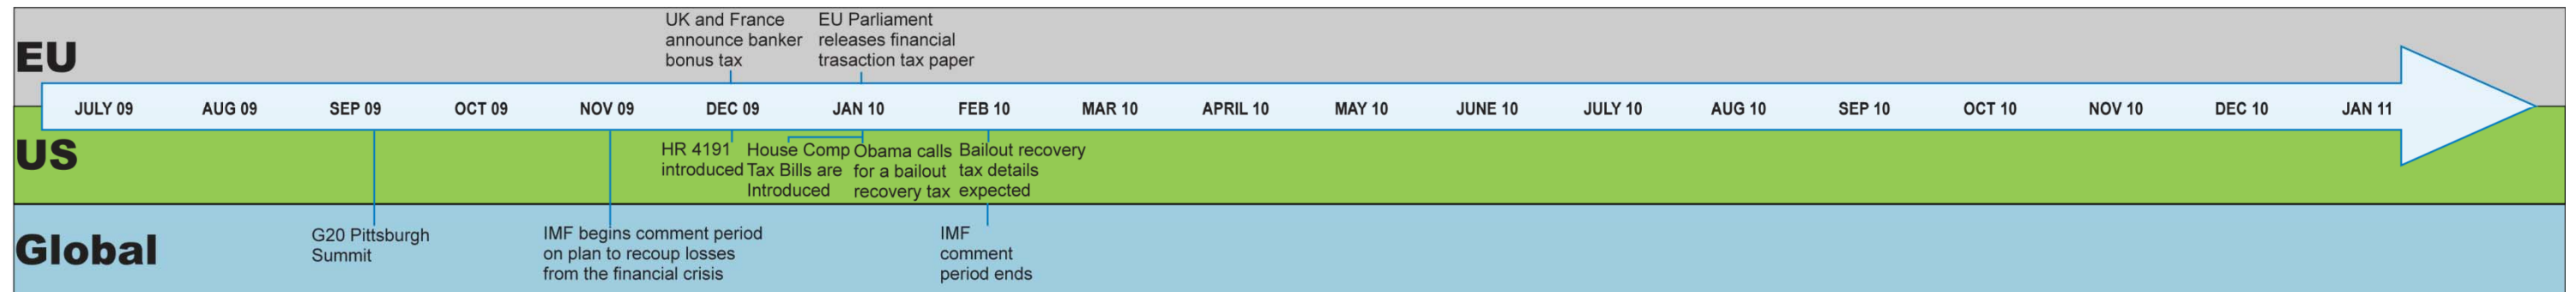 EU
UK and France
announce banker
bonus tax
EU Parliament
releases financial
trasaction tax paper
JULY 09 AUG 09 SEP 09 OCT 09 NOV 09 DEC 09 JAN 10 FEB 10 MAR 10 APRIL 10 MAY 10 JUNE 10 JULY 10 AUG 10 SEP 10 OCT 10 NOV 10 DEC 10 JAN 11
US
HR 4191
introduced
House Comp
Tax Bills are
Introduced
Obama calls
for a bailout
recovery tax
Bailout recovery
tax details
expected
Global
G20 Pittsburgh
Summit
IMF begins comment period
on plan to recoup losses
from the financial crisis
IMF
comment
period ends